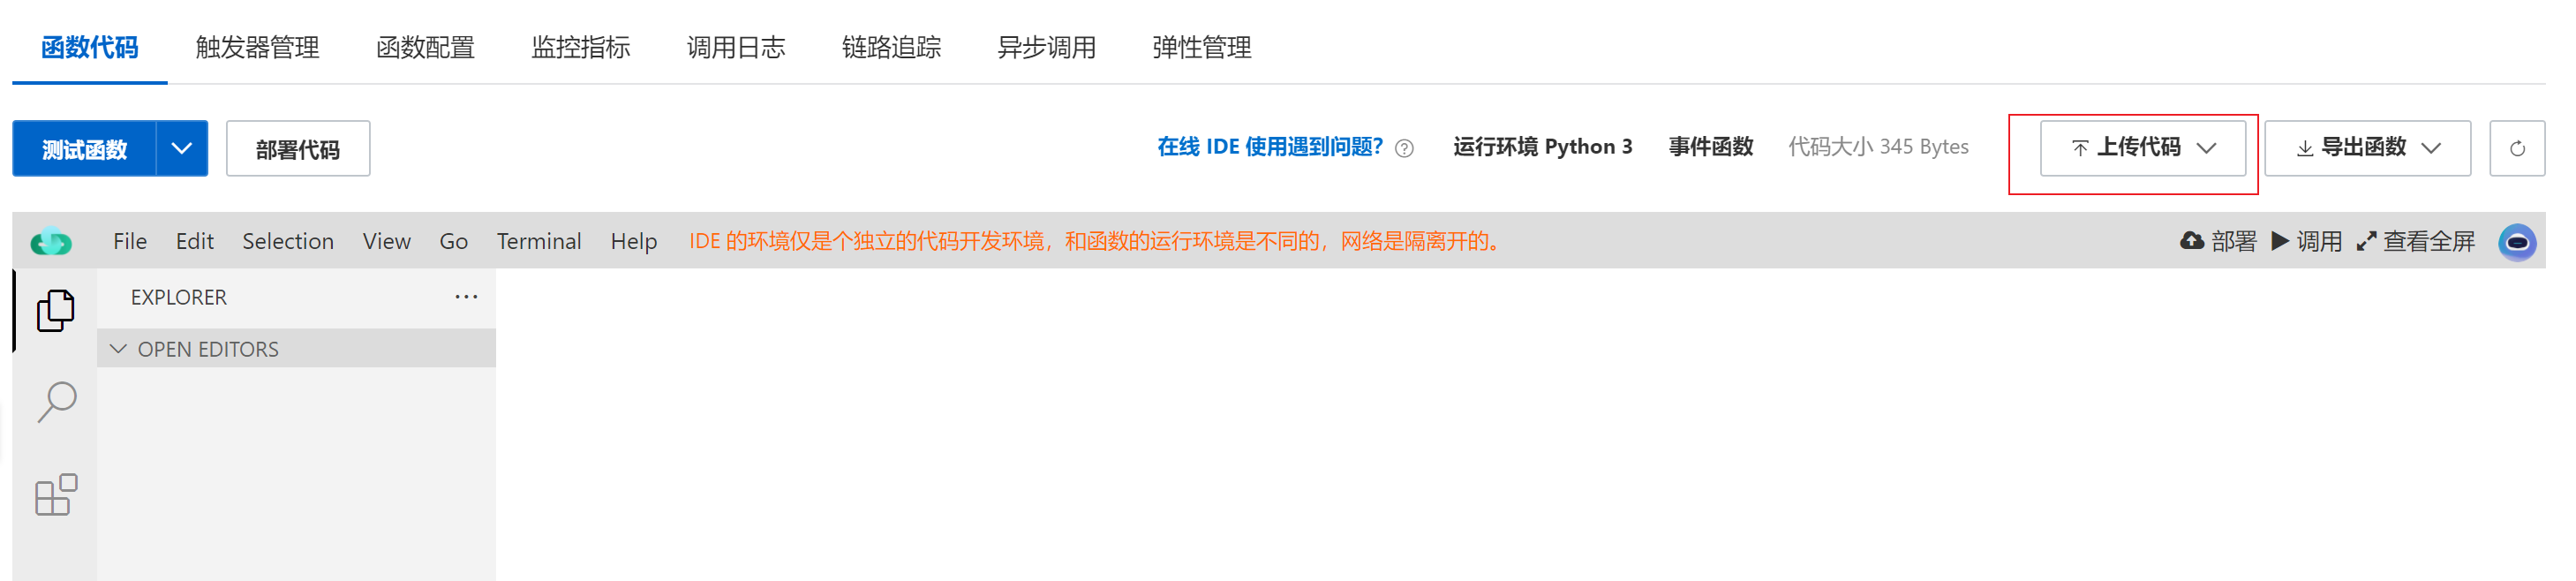 函数代码 触发器管理 函数配置 监控指标 调用日志 链路追踪 异步调用 弹性管理
测试函数 部署代码 在线 IDE 使用遇到问题? 运行环境 Python 3 事件函数 代码大小 345 Bytes 上传代码 导出函数
File Edit Selection View Go Terminal Help IDE 的环境仅是个独立的代码开发环境，和函数的运行环境是不同的，网络是隔离开的。 部署 调用 查看全屏
EXPLORER
OPEN EDITORS